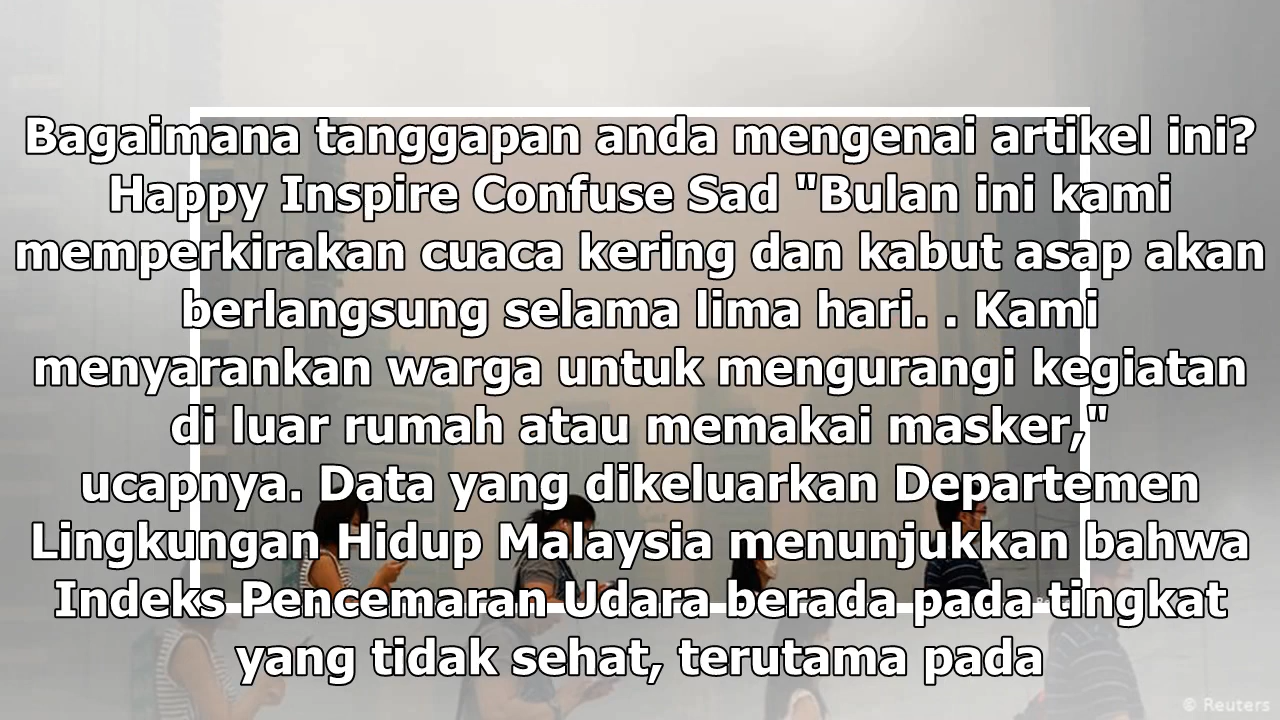 Bagaimana tanggapan anda mengenai artikel ini?
Happy Inspire Confuse Sad "Bulan ini kami
memperkirakan cuaca kering dan kabut asap akan
berlangsung selama lima hari. . Kami
menyarankan warga untuk mengurangi kegiatan
di luar rumah atau memakai masker,"
ucapnya. Data yang dikeluarkan Departemen
Lingkungan Hidup Malaysia menunjukkan bahwa
Indeks Pencemaran Udara berada pada tingkat
yang tidak sehat, terutama pada
© Reuters